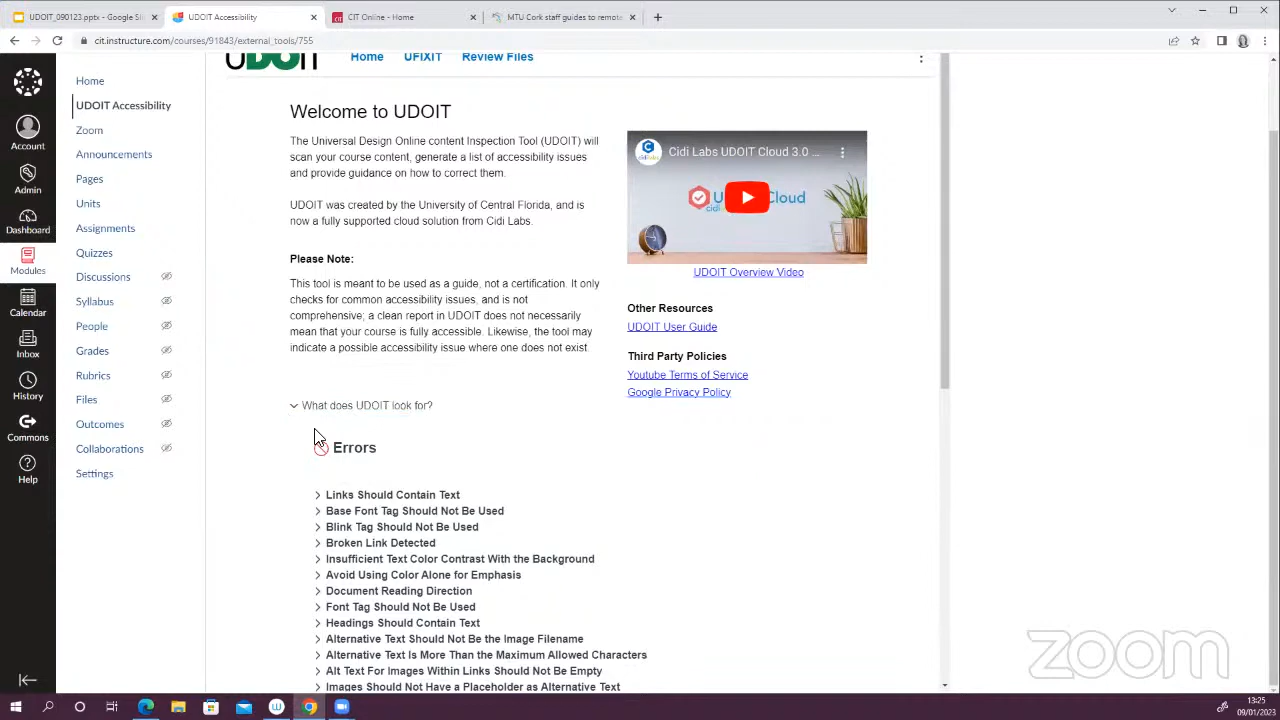 UDOIT_090123.pptx - Google Sli
UDOIT Accessibility
CIT Online - Home
MTU Cork staff guides to remote
cit.instructure.com/courses/91843/external_tools/755
Account
Admin
Dashboard
Modules
Calendar
Inbox
History
Commons
Help
Home
UDOIT Accessibility
Zoom
Announcements
Pages
Units
Assignments
Quizzes
Discussions
Syllabus
People
Grades
Rubrics
Files
Outcomes
Collaborations
Settings
UDOIT
Home
UFIXIT
Review Files
Welcome to UDOIT
The Universal Design Online content Inspection Tool (UDOIT) will
scan your course content, generate a list of accessibility issues
and provide guidance on how to correct them.
UDOIT was created by the University of Central Florida, and is
now a fully supported cloud solution from Cidi Labs.
Please Note:
This tool is meant to be used as a guide, not a certification. It only
checks for common accessibility issues, and is not
comprehensive; a clean report in UDOIT does not necessarily
mean that your course is fully accessible. Likewise, the tool may
indicate a possible accessibility issue where one does not exist.
What does UDOIT look for?
Errors
Links Should Contain Text
Base Font Tag Should Not Be Used
Blink Tag Should Not Be Used
Broken Link Detected
Insufficient Text Color Contrast With the Background
Avoid Using Color Alone for Emphasis
Document Reading Direction
Font Tag Should Not Be Used
Headings Should Contain Text
Alternative Text Should Not Be the Image Filename
Alternative Text Is More Than the Maximum Allowed Characters
Alt Text For Images Within Links Should Not Be Empty
Images Should Not Have a Placeholder as Alternative Text
Cidi Labs UDOIT Cloud 3.0 ...
UDOIT Overview Video
Other Resources
UDOIT User Guide
Third Party Policies
Youtube Terms of Service
Google Privacy Policy
zoom
13:25
09/01/2023